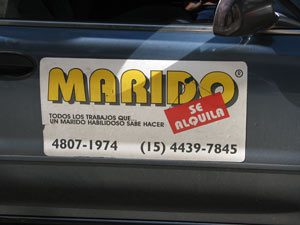 MARIDO®
SE
ALQUILA
TODOS LOS TRABAJOS QUE...
UN MARIDO HABILIDOSO SABE HACER
4807-1974 (15) 4439-7845